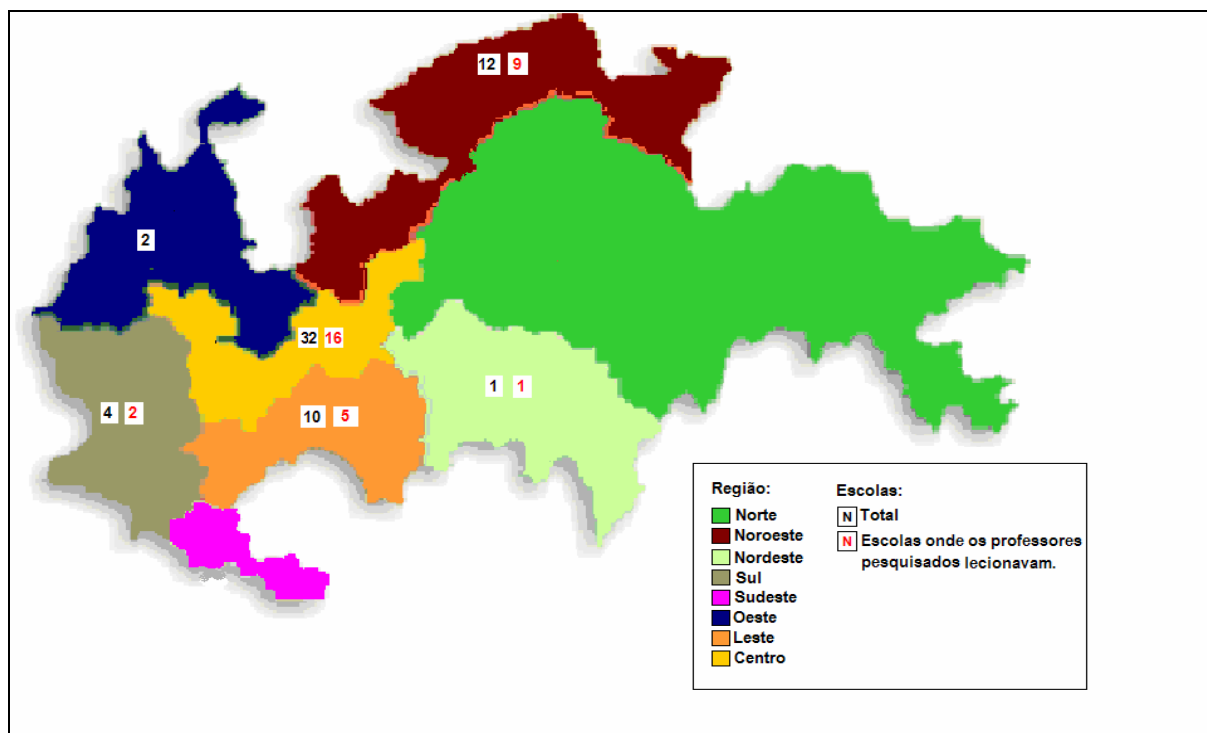 12 9
2
32 16
1 1
4 2
10 5
Região:
Norte
Noroeste
Nordeste
Sul
Sudeste
Oeste
Leste
Centro
Escolas:
N Total
N Escolas onde os professores
pesquisados lecionavam.